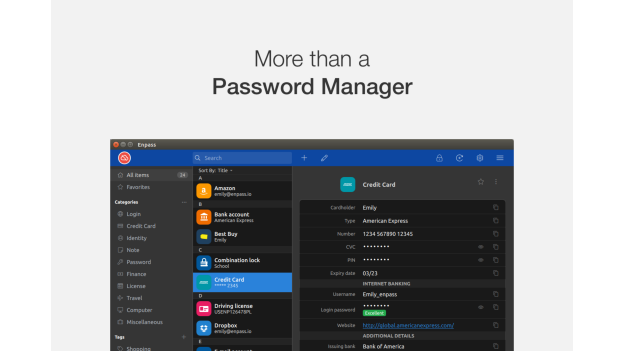 More than a
Password Manager
Enpass
Search
All items 24
Favorites
Categories
Login
Credit Card
Identity
Note
Password
Finance
License
Travel
Computer
Miscellaneous
Tags
Shopping
Sort By: Title
A
Amazon
emily@enpass.io
B
Bank account
American Express
Best Buy
Emily
C
Combination lock
School
Credit Card
***** 2345
D
Driving license
USENPT26478PL
Dropbox
emily@enpass.io
E
Credit Card
Cardholder Emily
Type American Express
Number 1234 567890 12345
CVC ••••••••
PIN ••••••••
Expiry date 03/23
INTERNET BANKING
Username Emily_enpass
Login password ••••••••
Excellent
Website http://global.americanexpress.com/
ADDITIONAL DETAILS
Issuing bank Bank of America